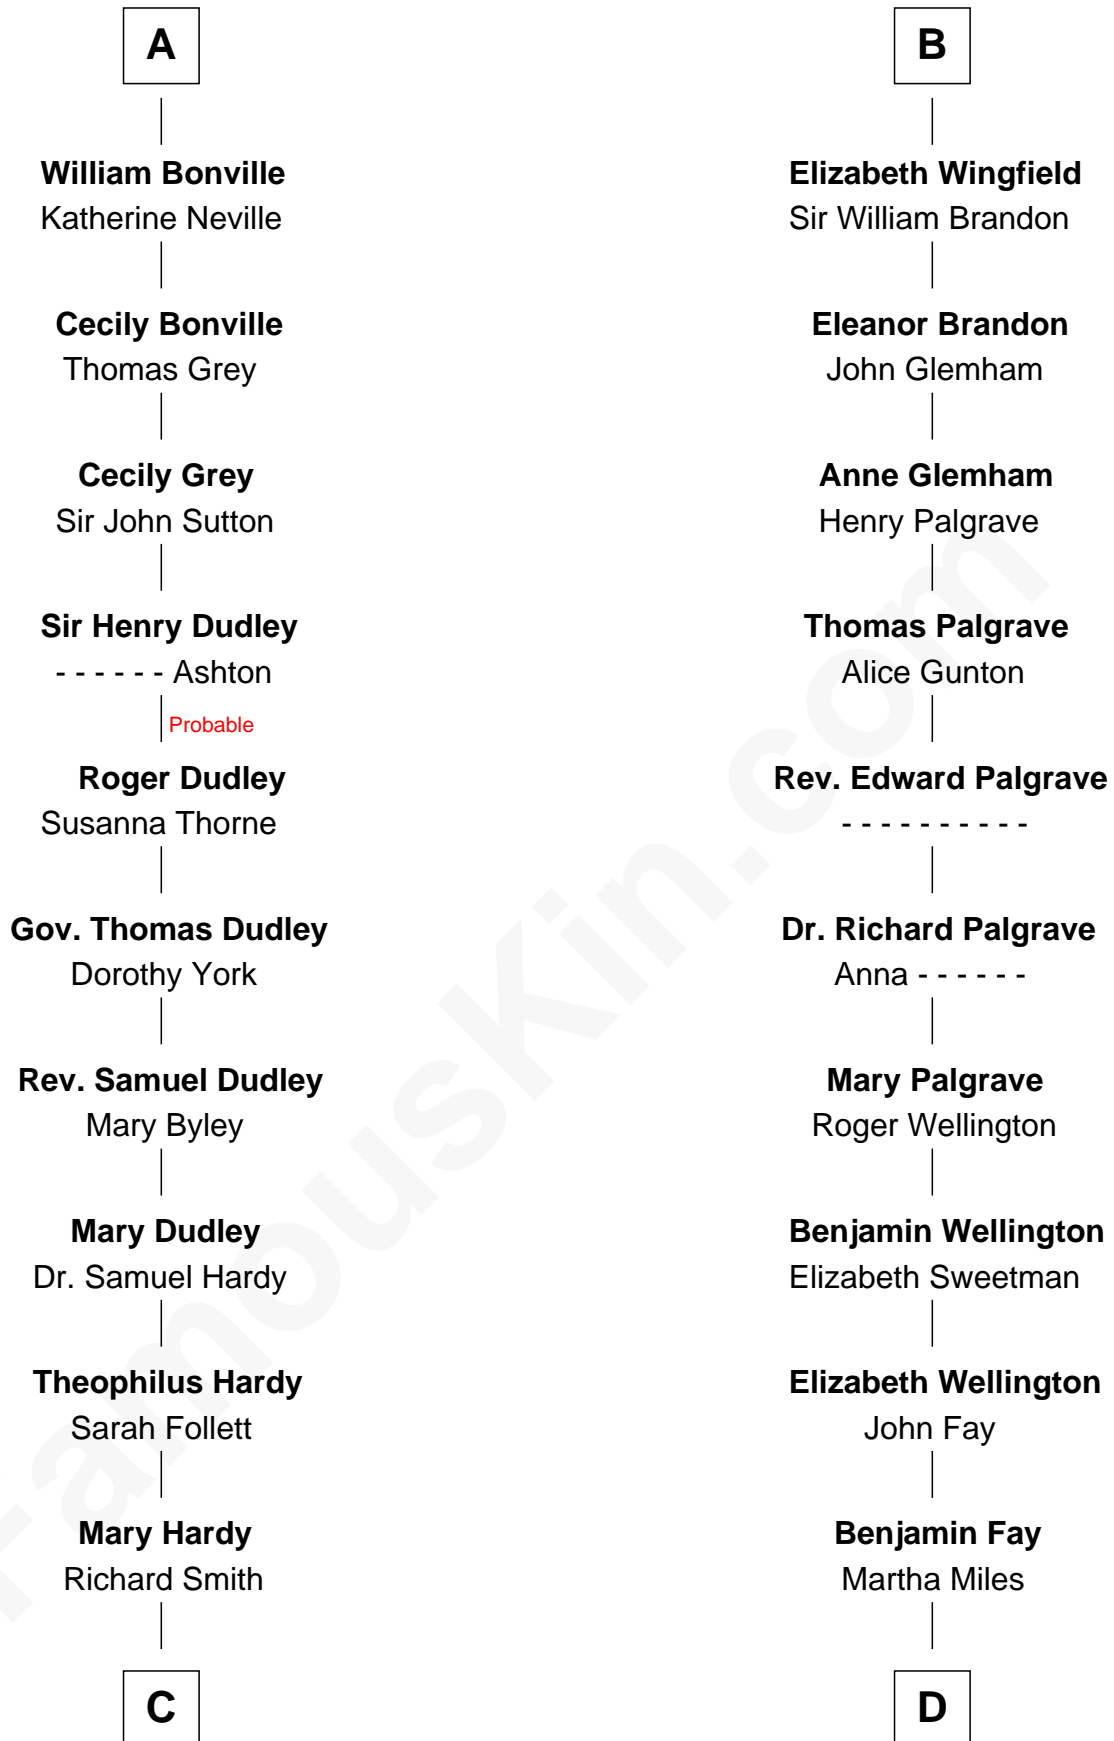 A
William Bonville
Katherine Neville
Cecily Bonville
Thomas Grey
Cecily Grey
Sir John Sutton
Sir Henry Dudley
- - - - - - Ashton
Probable
Roger Dudley
Susanna Thorne
Gov. Thomas Dudley
Dorothy York
Rev. Samuel Dudley
Mary Byley
Mary Dudley
Dr. Samuel Hardy
Theophilus Hardy
Sarah Follett
Mary Hardy
Richard Smith
C
B
Elizabeth Wingfield
Sir William Brandon
Eleanor Brandon
John Glemham
Anne Glemham
Henry Palgrave
Thomas Palgrave
Alice Gunton
Rev. Edward Palgrave
- - - - - - - - - -
Dr. Richard Palgrave
Anna - - - - - -
Mary Palgrave
Roger Wellington
Benjamin Wellington
Elizabeth Sweetman
Elizabeth Wellington
John Fay
Benjamin Fay
Martha Miles
D
FamousKin.com